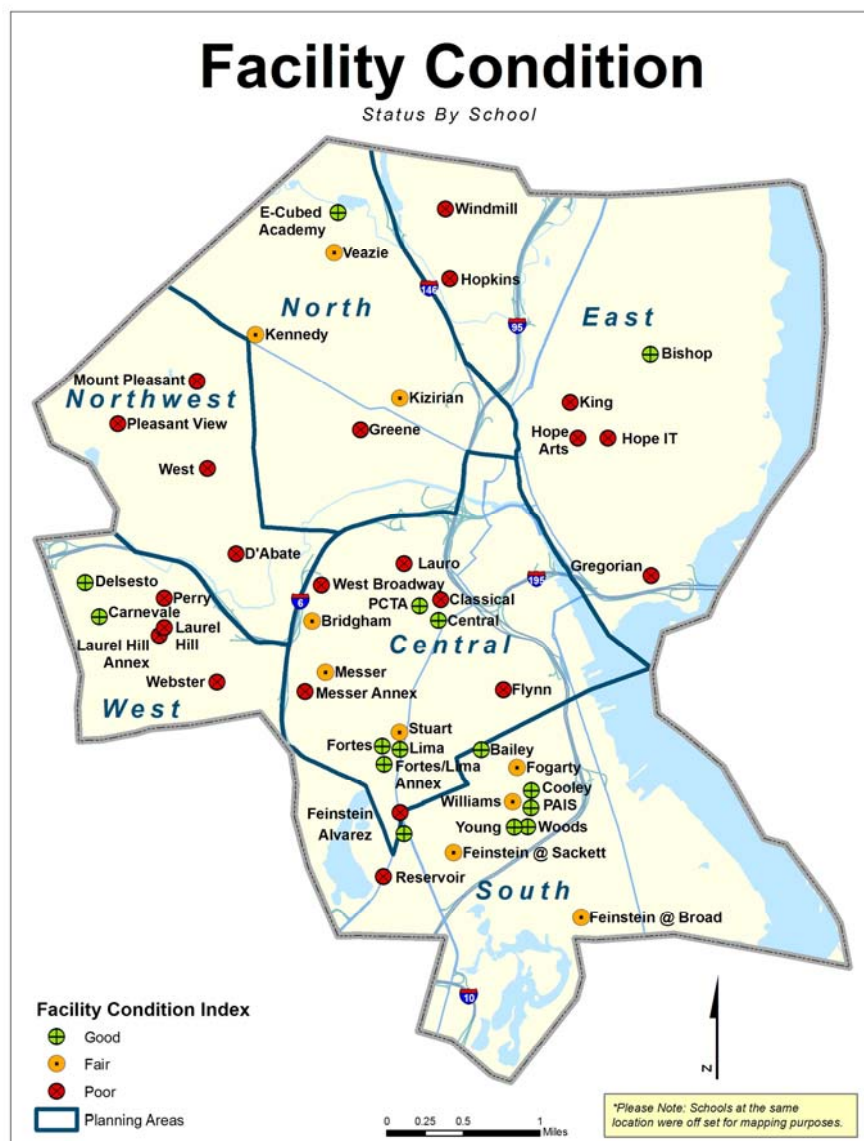 Facility Condition
Status By School
E-Cubed
Academy
Windmill
Veazie
Hopkins
146
North
95
East
Kennedy
Bishop
Mount Pleasant
Northwest
Kizirian
King
Pleasant View
Greene
Hope
Arts
Hope IT
West
D'Abate
Lauro
Gregorian
195
Delsesto
West Broadway
Perry
6
PCTA
Classical
Carnevale
Bridgham
Central
Laurel
Hill
Laurel Hill
Annex
Central
Messer
Webster
Messer Annex
Flynn
West
Stuart
Fortes
Lima
Bailey
Fortes/Lima
Annex
Fogarty
Cooley
Williams
PAIS
Feinstein
Alvarez
Young
Woods
Feinstein @ Sackett
Reservoir
South
Feinstein @ Broad
10
Facility Condition Index
Good
Fair
Poor
Planning Areas
0 0.25 0.5 1
Miles
N
*Please Note: Schools at the same
location were off set for mapping purposes.